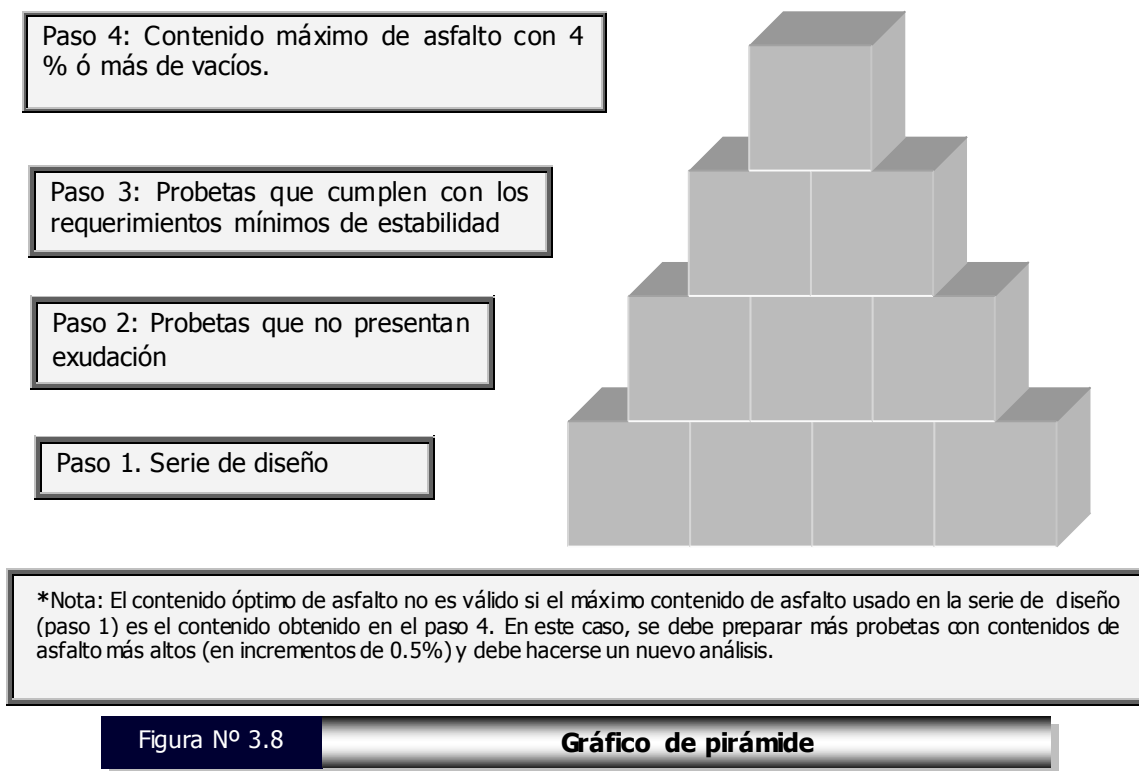 Paso 4: Contenido máximo de asfalto con 4
% ó más de vacíos.
Paso 3: Probetas que cumplen con los
requerimientos mínimos de estabilidad
Paso 2: Probetas que no presentan
exudación
Paso 1. Serie de diseño
*Nota: El contenido óptimo de asfalto no es válido si el máximo contenido de asfalto usado en la serie de diseño
(paso 1) es el contenido obtenido en el paso 4. En este caso, se debe preparar más probetas con contenidos de
asfalto más altos (en incrementos de 0.5%) y debe hacerse un nuevo análisis.
Figura Nº 3.8
Gráfico de pirámide